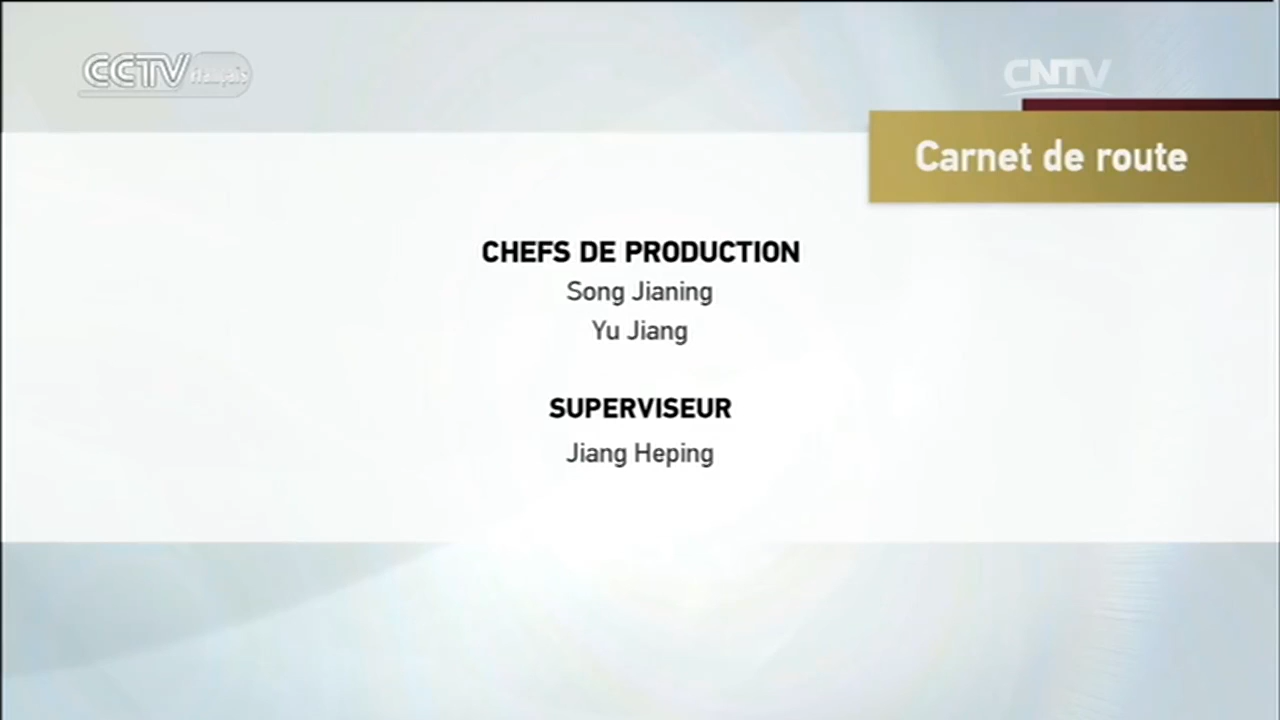 CCTV français
CNTV
Carnet de route
CHEFS DE PRODUCTION
Song Jianing
Yu Jiang
SUPERVISEUR
Jiang Heping